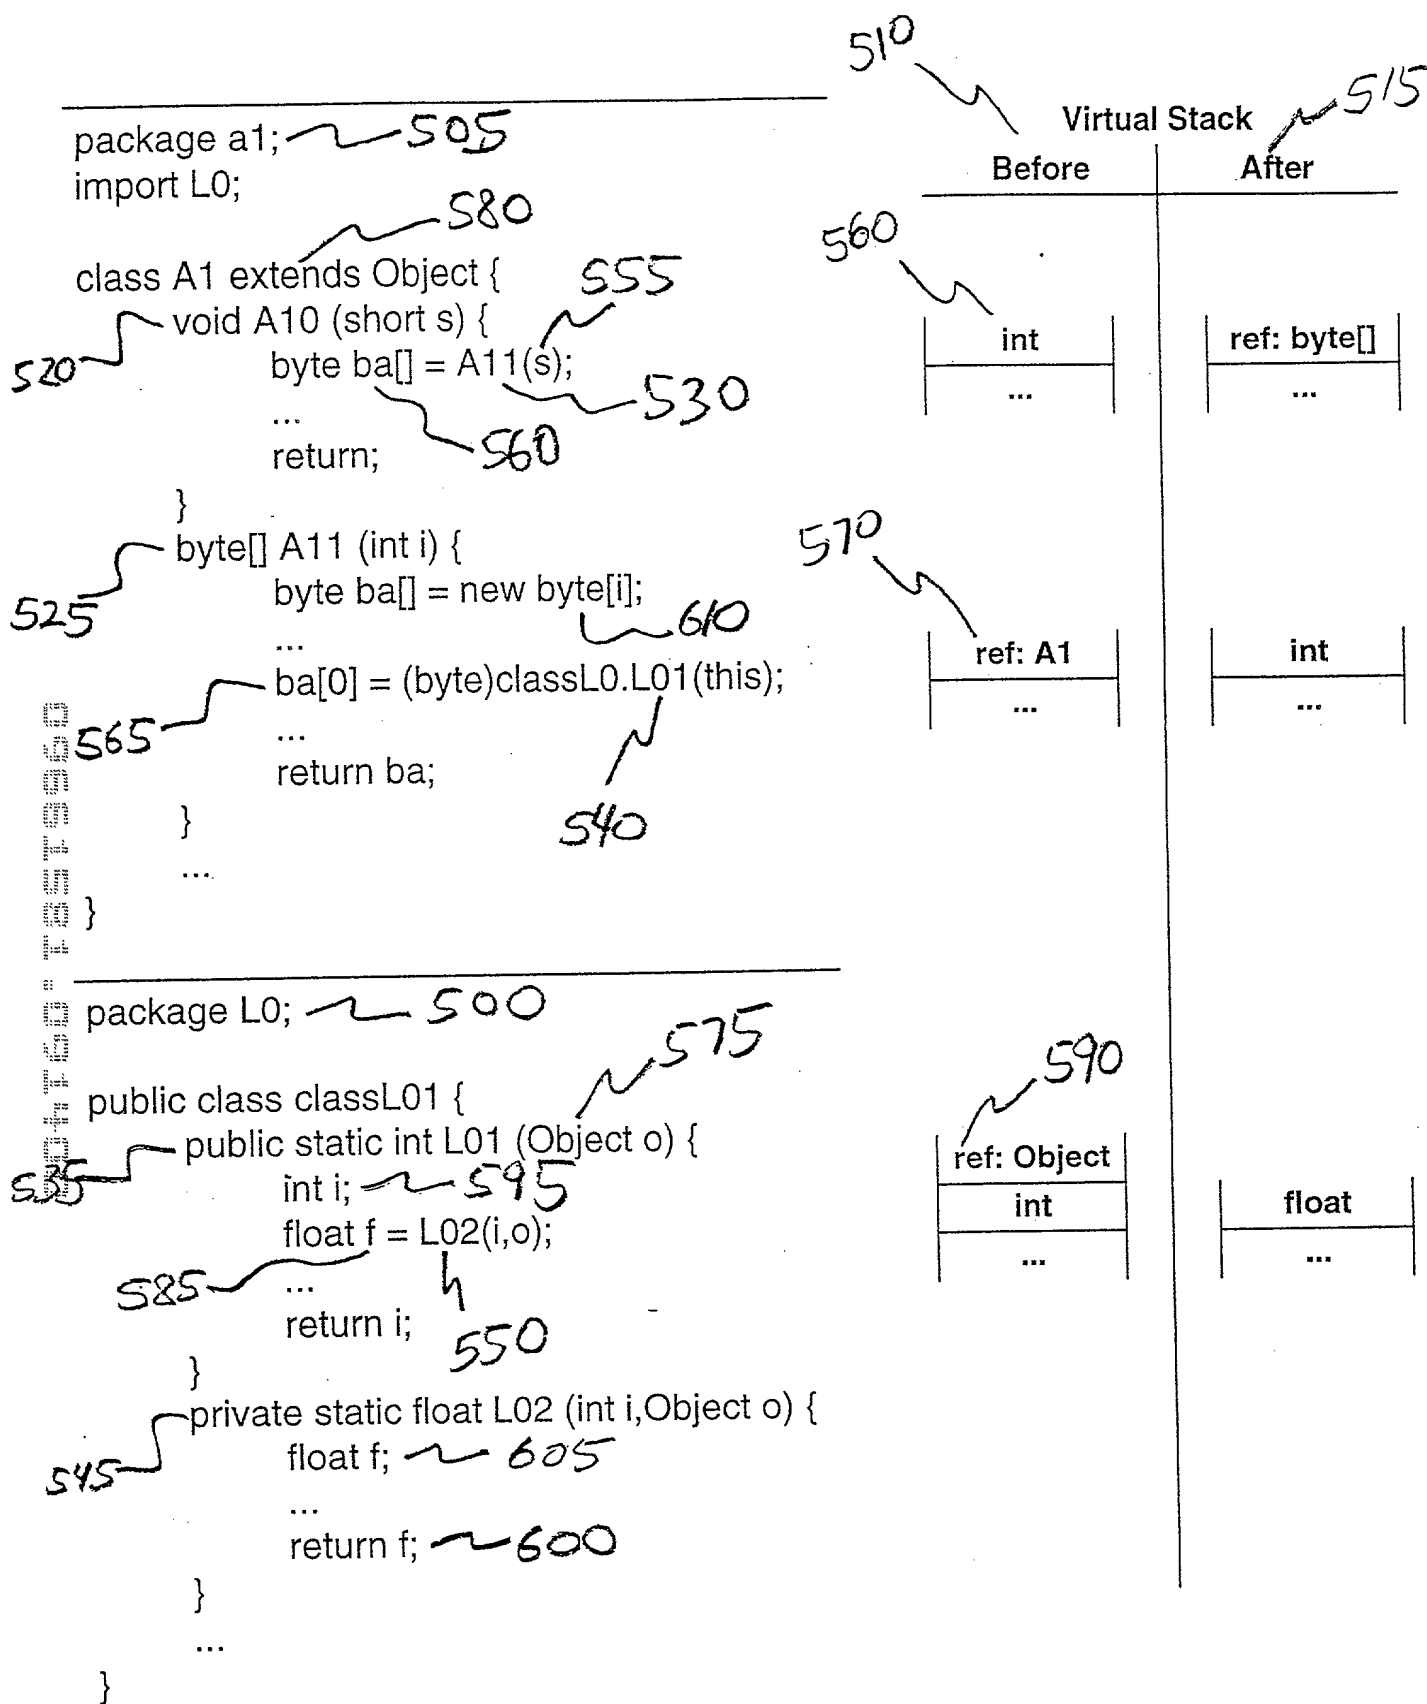 510
Virtual Stack
515
Before After
package a1; 505
import L0;
580
560
class A1 extends Object {
555
520
void A10 (short s) {
byte ba[] = A11(s);
530
int
...
ref: byte[]
...
...
560
return;
}
525
byte[] A11 (int i) {
570
byte ba[] = new byte[i];
610
...
565
ba[0] = (byte)classL0.L01(this);
540
ref: A1
...
int
...
...
return ba;
}
...
}
package L0; 500
575
public class classL01 {
535
public static int L01 (Object o) {
590
int i; 595
float f = L02(i,o);
585
550
ref: Object
int
...
float
...
...
return i;
}
545
private static float L02 (int i,Object o) {
float f; 605
...
return f; 600
}
...
}